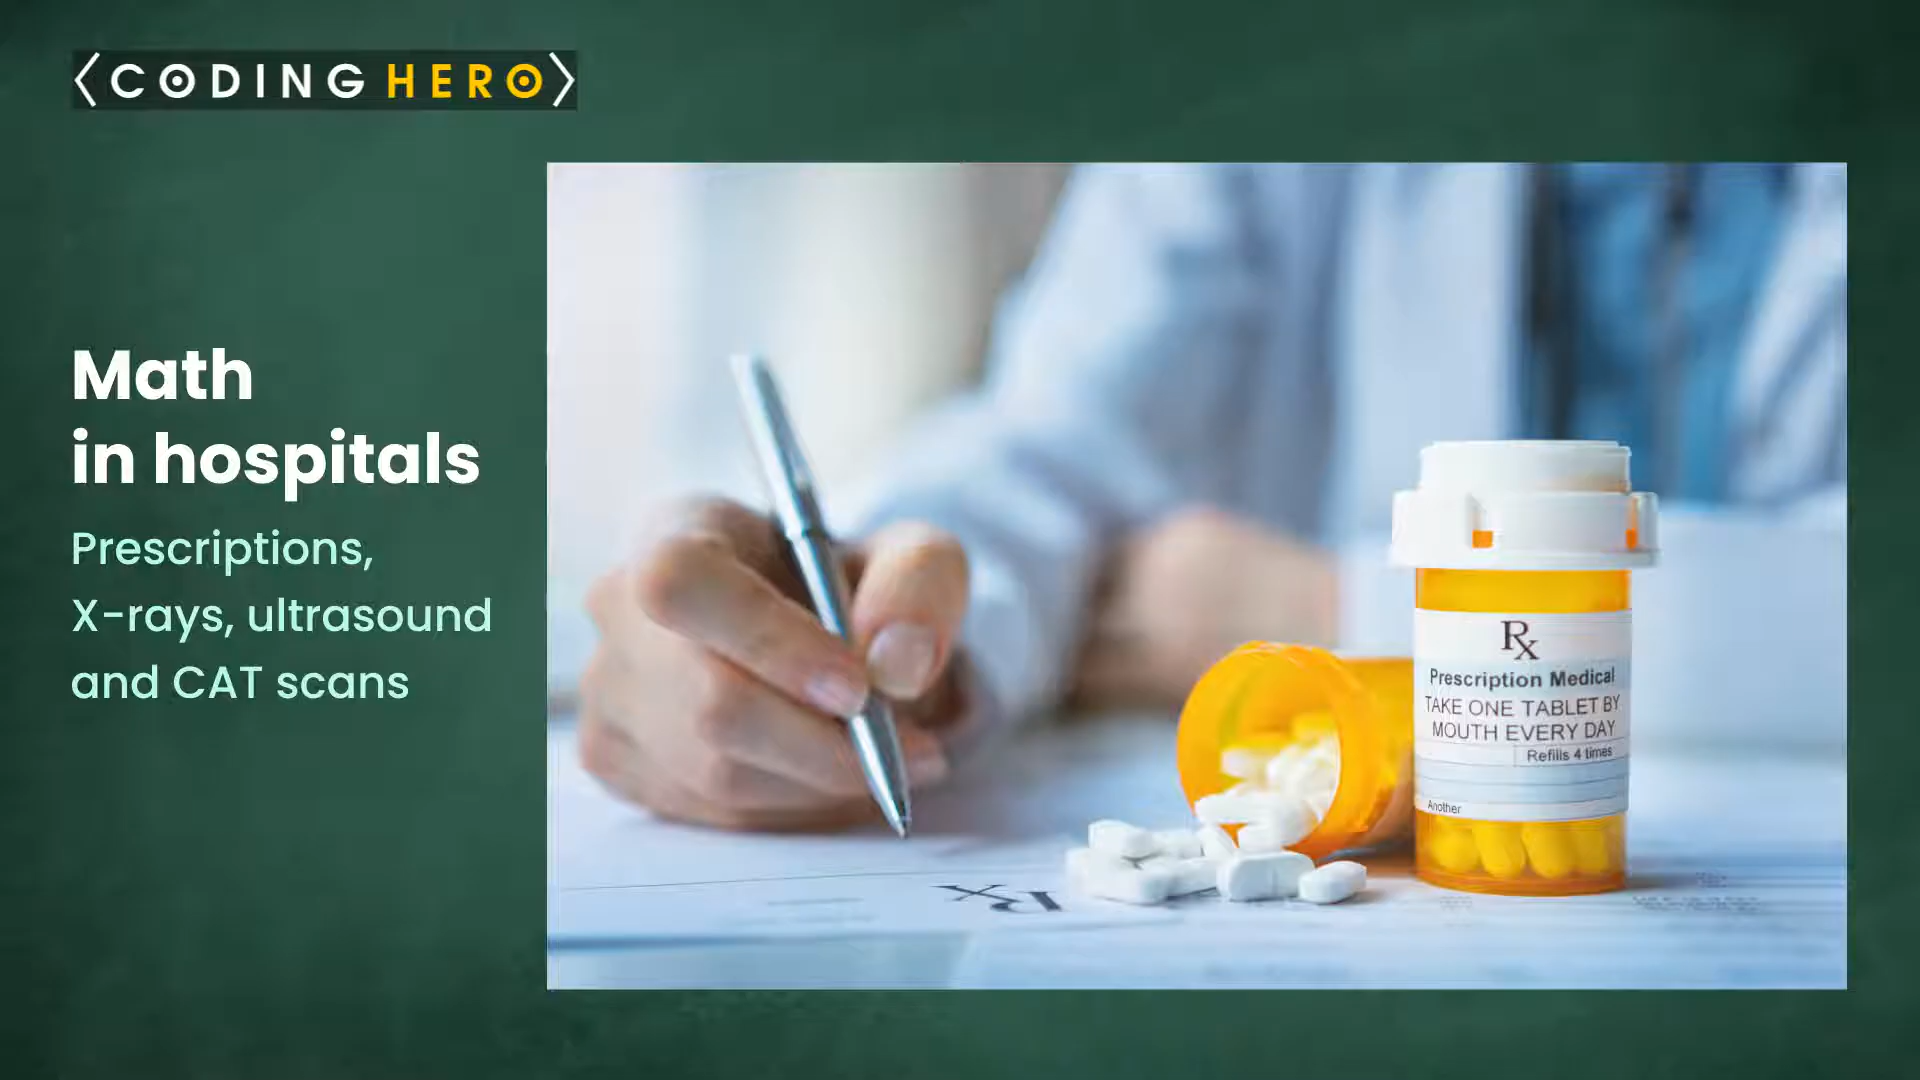 CODING HERO
Math
in hospitals
Prescriptions,
X-rays, ultrasound
and CAT scans
Rx
Prescription Medical
TAKE ONE TABLET BY
MOUTH EVERY DAY
Refills 4 times
Another
Rx